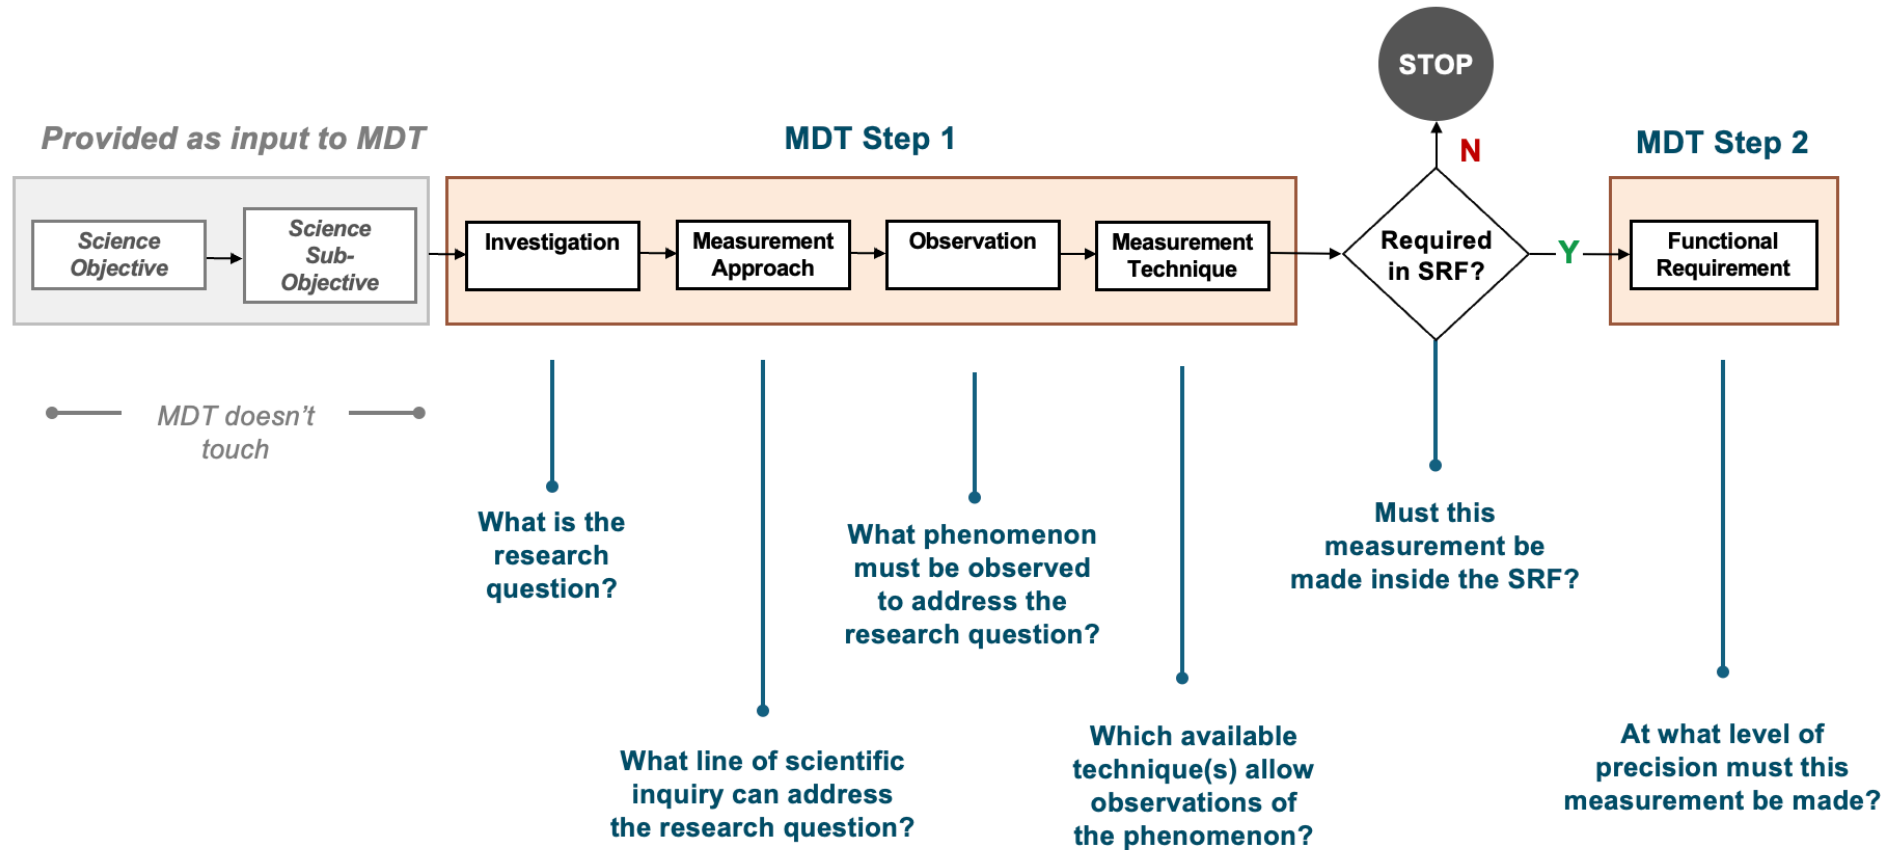 STOP
Provided as input to MDT
MDT Step 1
N
MDT Step 2
Science
Objective
Science
Sub-
Objective
Investigation
Measurement
Approach
Observation
Measurement
Technique
Required
in SRF?
Y
Functional
Requirement
MDT doesn't
touch
What is the
research
question?
What line of scientific
inquiry can address
the research question?
What phenomenon
must be observed
to address the
research question?
Which available
technique(s) allow
observations of
the phenomenon?
Must this
measurement be
made inside the SRF?
At what level of
precision must this
measurement be made?